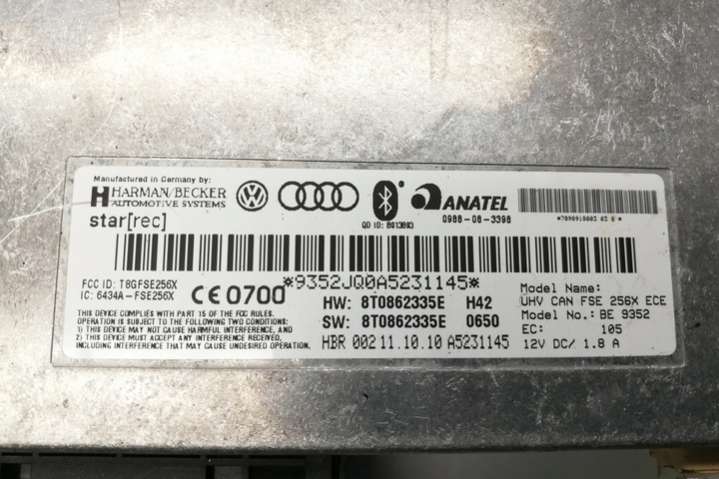 Manufactured in Germany by:
HARMAN/BECKER
AUTOMOTIVE SYSTEMS
star[rec]
ANATEL
0988-08-3398
QD ID: B013893
FCC ID: T8GFSE256X
IC: 6434A-FSE256X
CE0700
*9352JQ0A5231145*
HW: 8T0862335E H42
SW: 8T0862335E 0650
HBR 002 11.10.10 A5231145
THIS DEVICE COMPLIES WITH PART 15 OF THE FCC RULES.
OPERATION IS SUBJECT TO THE FOLLOWING TWO CONDITIONS:
1) THIS DEVICE MAY NOT CAUSE HARMFUL INTERFERENCE, AND
2) THIS DEVICE MUST ACCEPT ANY INTERFERENCE RECEIVED,
INCLUDING INTERFERENCE THAT MAY CAUSE UNDESIRED OPERATION.
Model Name:
UHV CAN FSE 256X ECE
Model No.: BE 9352
EC: 105
12V DC/ 1.8 A